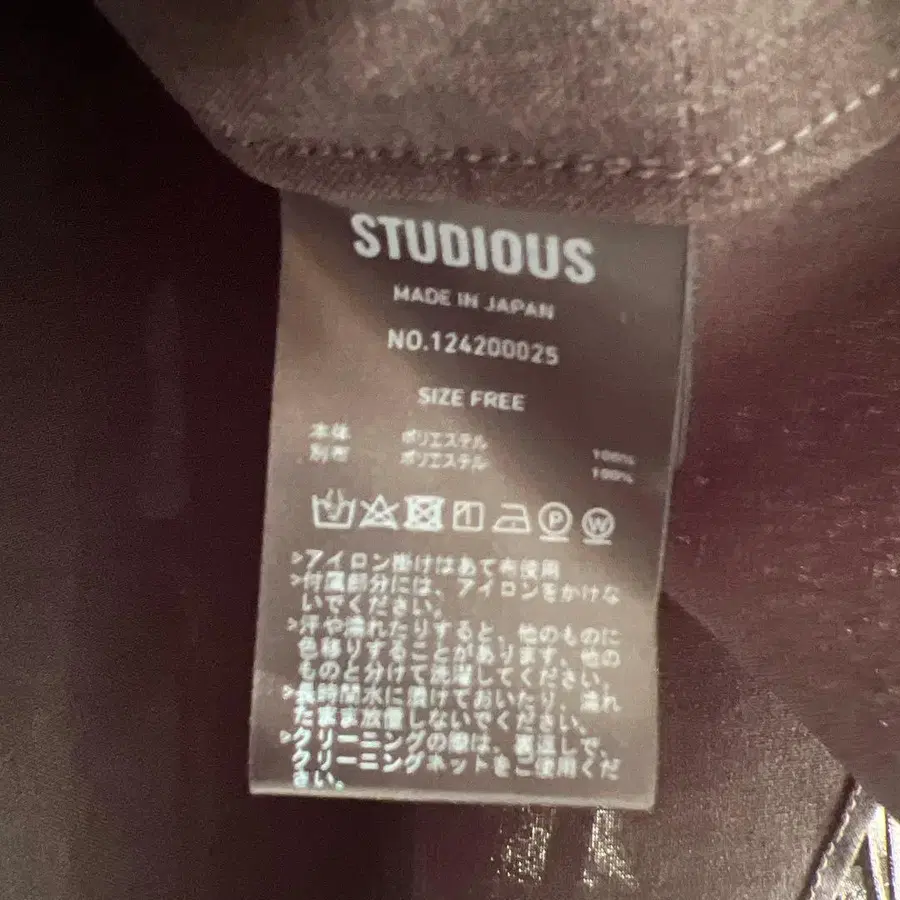 STUDIOUS
MADE IN JAPAN
NO.124200025
SIZE FREE
本体 ポリエステル 100%
別布 ポリエステル 100%
P W
>アイロン掛けはあて布使用
>付属部分には、アイロンをかけな
いでください。
>汗や濡れたりすると、他のものに
色移りすることがあります、他の
ものと分けて洗濯してください。
>長時間水に漬けておいたり、濡れ
たまま放置しないでください、
>クリーニングの際は、裏返しで、
クリーニングネットをご使用くだ
さい。